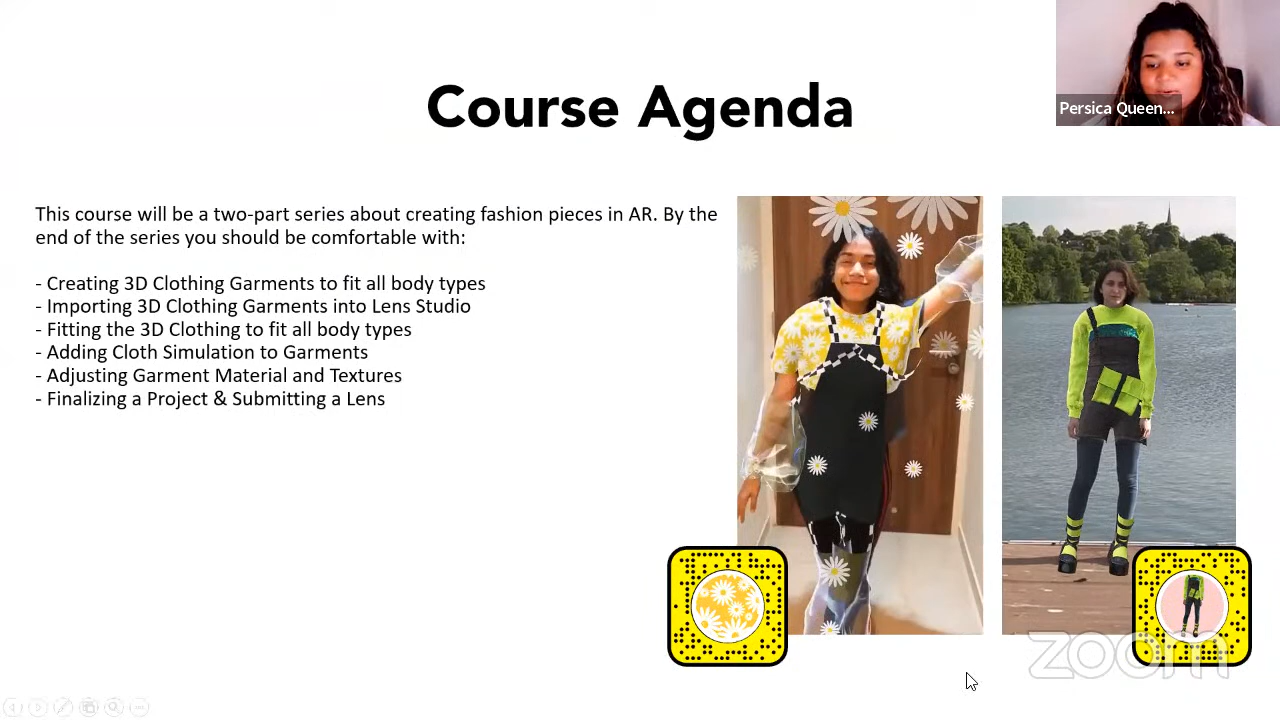 Course Agenda
Persica Queen...
This course will be a two-part series about creating fashion pieces in AR. By the
end of the series you should be comfortable with:
- Creating 3D Clothing Garments to fit all body types
- Importing 3D Clothing Garments into Lens Studio
- Fitting the 3D Clothing to fit all body types
- Adding Cloth Simulation to Garments
- Adjusting Garment Material and Textures
- Finalizing a Project & Submitting a Lens
zoom